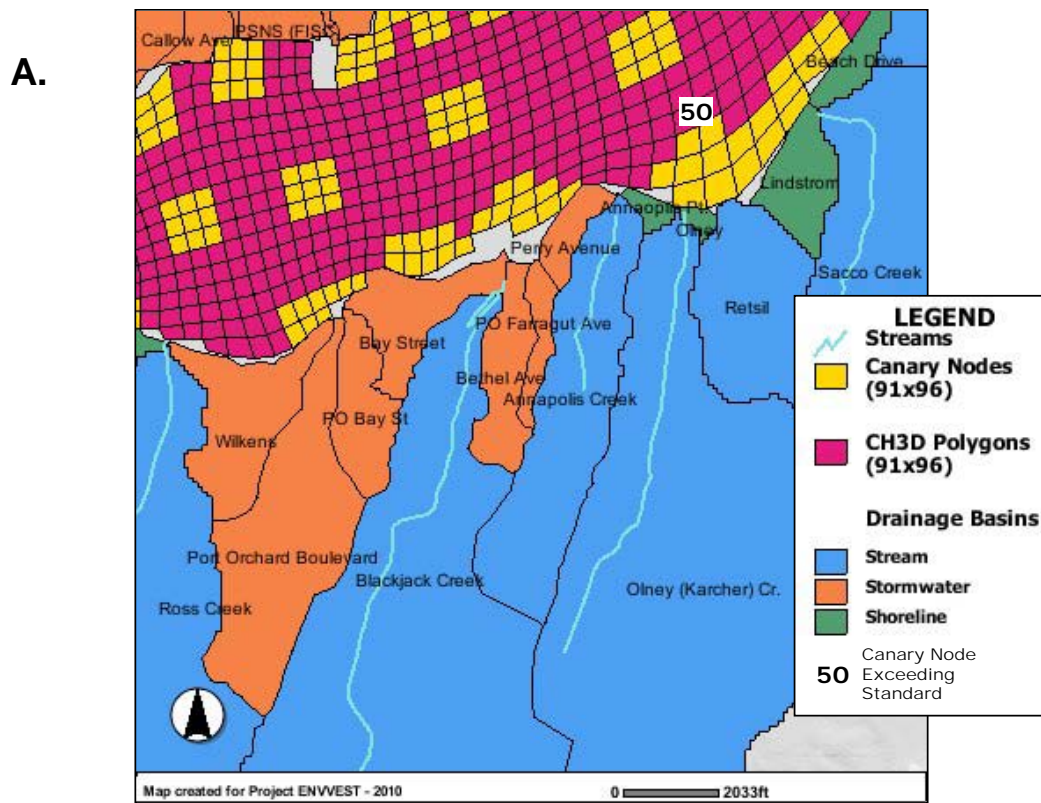 A.
PSNS (FISC)
Callow Ave
Beach Drive
50
Lindstrom
Annaoplis Pt.
Olney
Perry Avenue
Sacco Creek
Retsil
PO Farragut Ave
Bay Street
Bethel Ave
Annapolis Creek
PO Bay St
Wilkens
Port Orchard Boulevard
Blackjack Creek
Olney (Karcher) Cr.
Ross Creek
LEGEND
Streams
Canary Nodes
(91x96)
CH3D Polygons
(91x96)
Drainage Basins
Stream
Stormwater
Shoreline
50 Canary Node
Exceeding
Standard
Map created for Project ENVVEST - 2010
0 2033ft